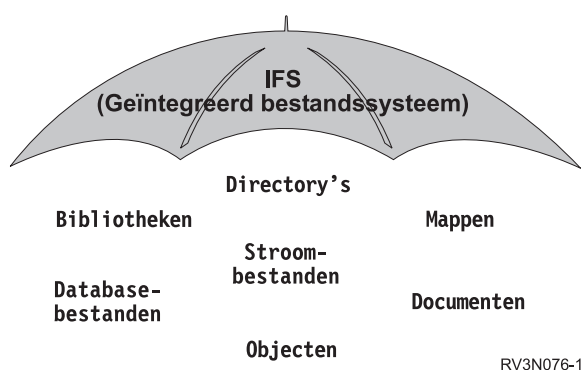 IFS
(Geïntegreerd bestandssysteem)
Directory's
Bibliotheken
Mappen
Stroom-
bestanden
Database-
bestanden
Documenten
Objecten
RV3N076-1